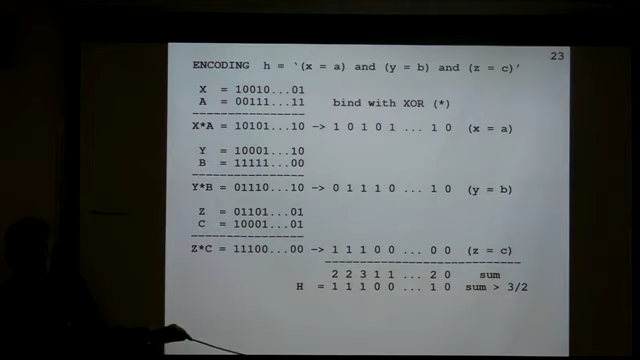 23
ENCODING h = `(x = a) and (y = b) and (z = c)'
X = 10010...01
A = 00111...11 bind with XOR (*)
X*A = 10101...10 -> 1 0 1 0 1 ... 1 0 (x = a)
Y = 10001...10
B = 11111...00
Y*B = 01110...10 -> 0 1 1 1 0 ... 1 0 (y = b)
Z = 01101...01
C = 10001...01
Z*C = 11100...00 -> 1 1 1 0 0 ... 0 0 (z = c)
2 2 3 1 1 ... 2 0 sum
H = 1 1 1 0 0 ... 1 0 sum > 3/2